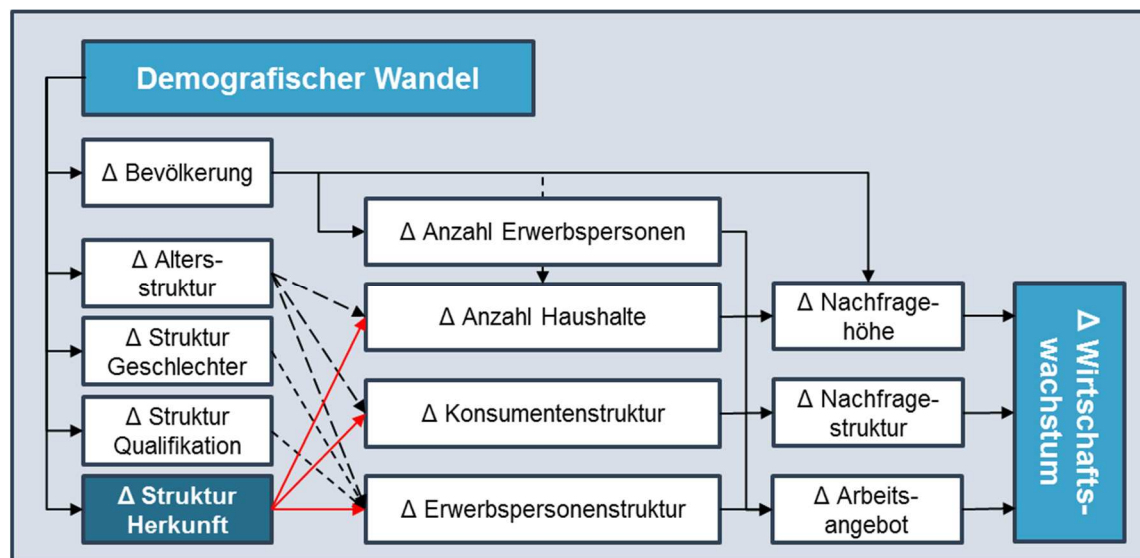 Demografischer Wandel
Δ Bevölkerung
Δ Anzahl Erwerbspersonen
Δ Alters-
struktur
Δ Anzahl Haushalte
Δ Nachfrage-
höhe
Δ Struktur
Geschlechter
Δ Konsumentenstruktur
Δ Nachfrage-
struktur
Δ Struktur
Qualifikation
Δ Struktur
Herkunft
Δ Erwerbspersonenstruktur
Δ Arbeits-
angebot
Δ Wirtschafts-
wachstum